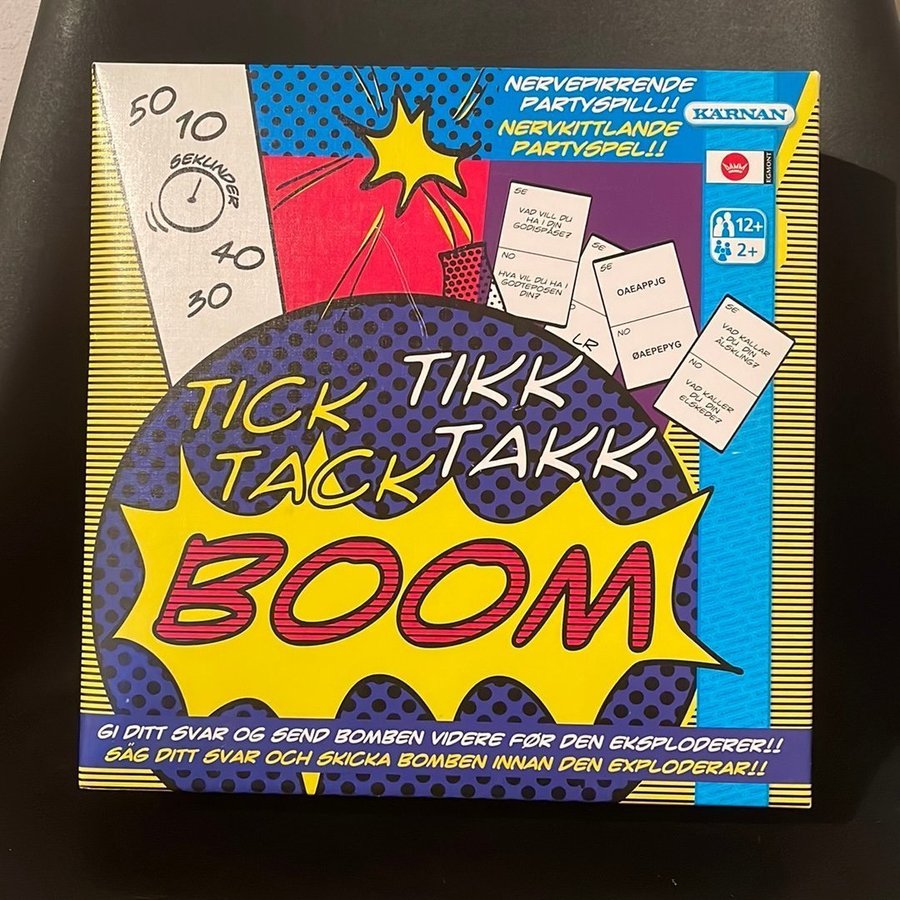 50
10
SEKUNDER
40
30
NERVEPIRRENDE
PARTYSPILL!!
NERVKITTLANDE
PARTYSPEL!!
KÄRNAN
EGMONT
12+
2+
SE
VAD VILL DU
HA I DIN
GODISPÅSE?
NO
HVA VIL DU HA I
GODTEPOSEN
DIN?
SE
LR
SE
OAEAPPJG
NO
ØAEPEPYG
SE
VAD KALLAR
DU DIN
ÄLSKLING?
NO
VAD KALLER
DU DIN
ELSKEDE?
TICK
TACK
TIKK
TAKK
BOOM
GI DITT SVAR OG SEND BOMBEN VIDERE FØR DEN EKSPLODERER!!
SÄG DITT SVAR OCH SKICKA BOMBEN INNAN DEN EXPLODERAR!!